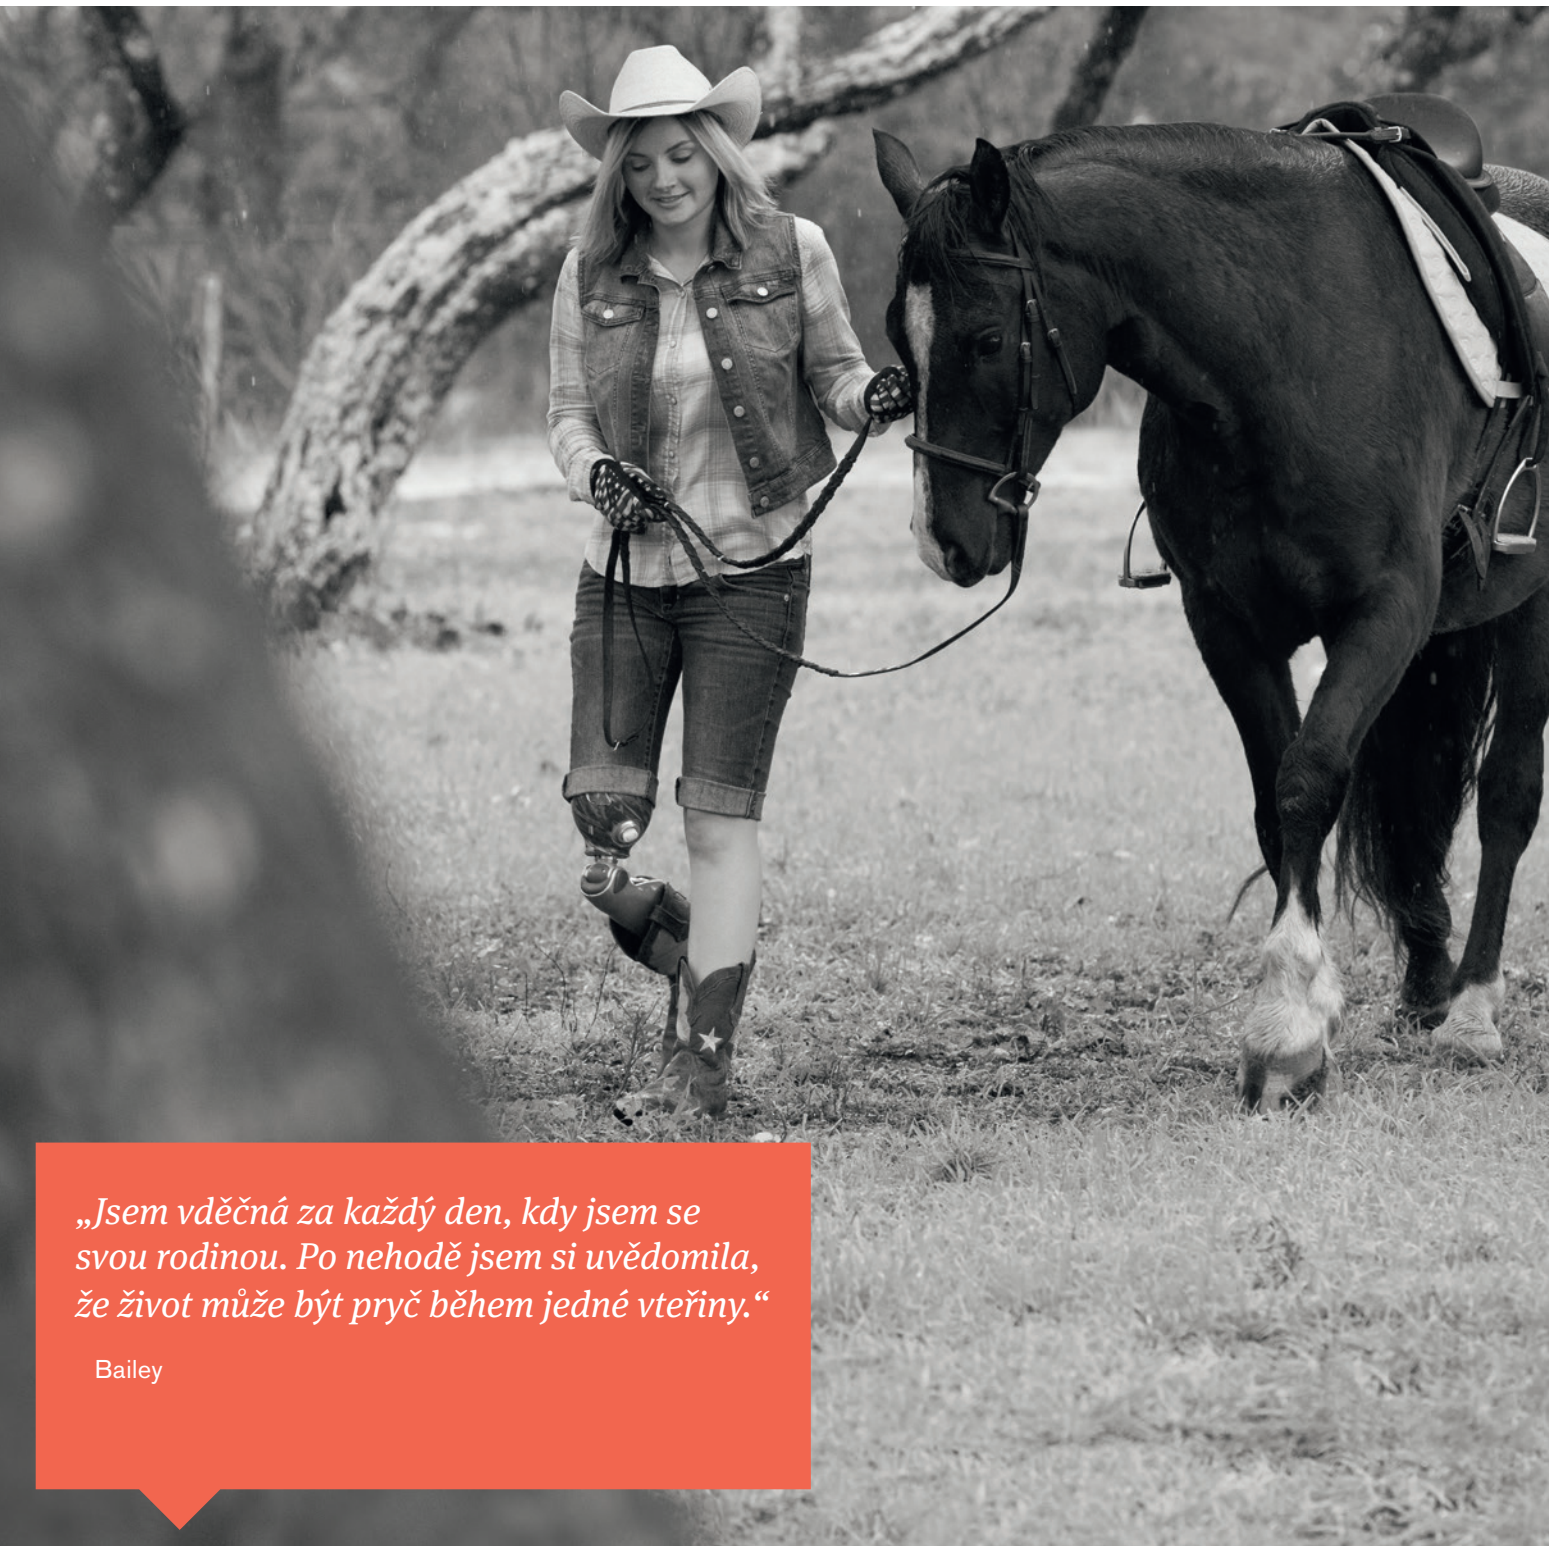 „Jsem vděčná za každý den, kdy jsem se
svou rodinou. Po nehodě jsem si uvědomila,
že život může být pryč během jedné vteřiny.“
Bailey